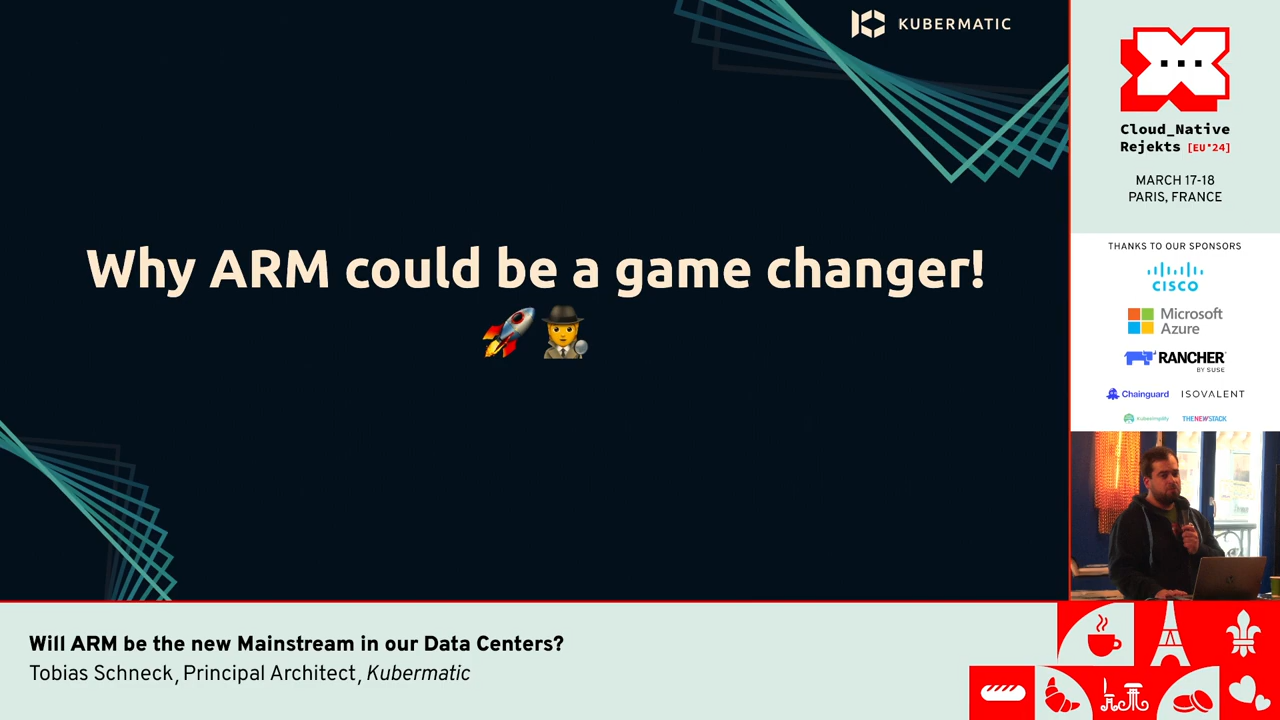 KUBERMATIC
Why ARM could be a game changer!
Cloud_Native
Rejekts [EU'24]
MARCH 17-18
PARIS, FRANCE
THANKS TO OUR SPONSORS
CISCO
Microsoft
Azure
RANCHER
BY SUSE
Chainguard ISOVALENT
Kubesimplify THENEWSTACK
Will ARM be the new Mainstream in our Data Centers?
Tobias Schneck, Principal Architect, Kubermatic